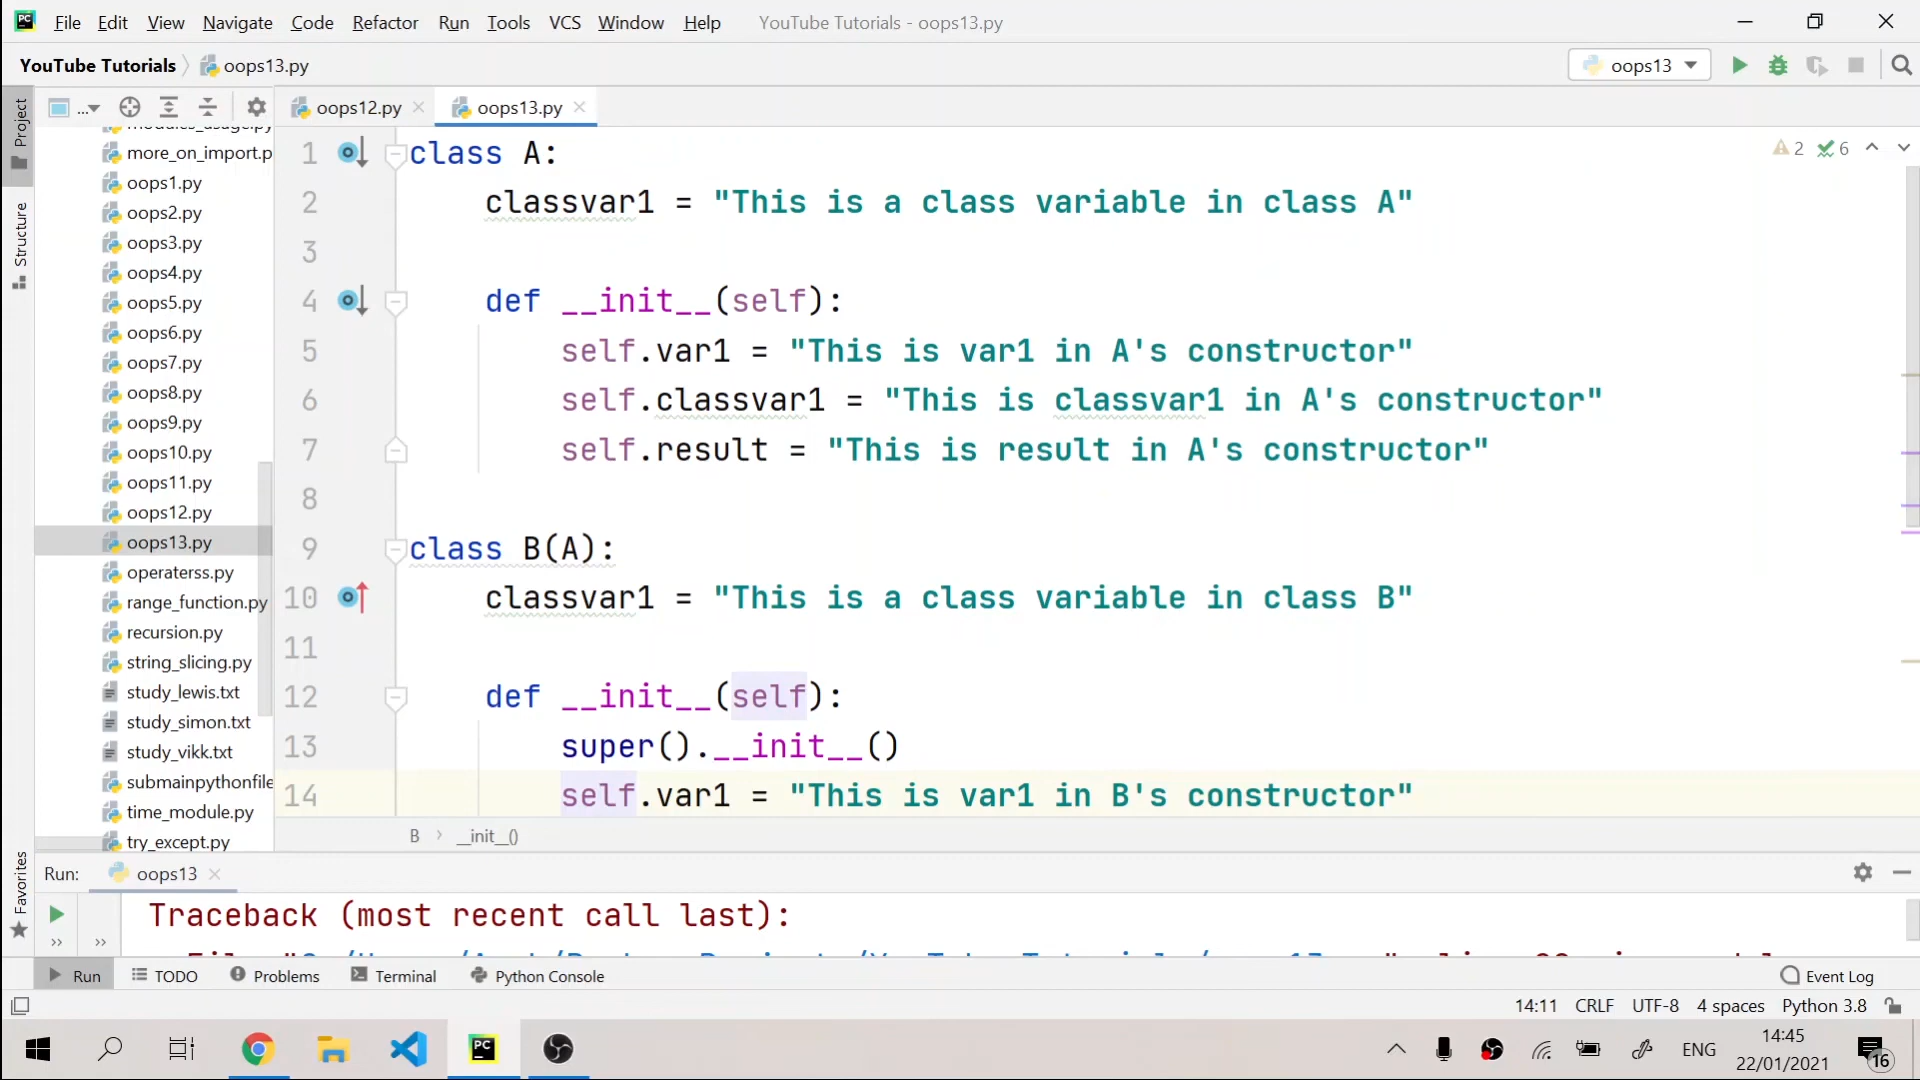 File Edit View Navigate Code Refactor Run Tools VCS Window Help YouTube Tutorials - oops13.py
YouTube Tutorials oops13.py
oops13
Project
...
oops12.py oops13.py
more_on_import.p
oops1.py
oops2.py
oops3.py
oops4.py
oops5.py
oops6.py
oops7.py
oops8.py
oops9.py
oops10.py
oops11.py
oops12.py
oops13.py
operaterss.py
range_function.py
recursion.py
string_slicing.py
study_lewis.txt
study_simon.txt
study_vikk.txt
submainpythonfile
time_module.py
try_except.py
Structure
Favorites
2 6
1 class A:
2 classvar1 = "This is a class variable in class A"
3
4 def __init__(self):
5 self.var1 = "This is var1 in A's constructor"
6 self.classvar1 = "This is classvar1 in A's constructor"
7 self.result = "This is result in A's constructor"
8
9 class B(A):
10 classvar1 = "This is a class variable in class B"
11
12 def __init__(self):
13 super().__init__()
14 self.var1 = "This is var1 in B's constructor"
B › __init__()
Run: oops13
Traceback (most recent call last):
Run TODO Problems Terminal Python Console Event Log
14:11 CRLF UTF-8 4 spaces Python 3.8
ENG
14:45
22/01/2021
16